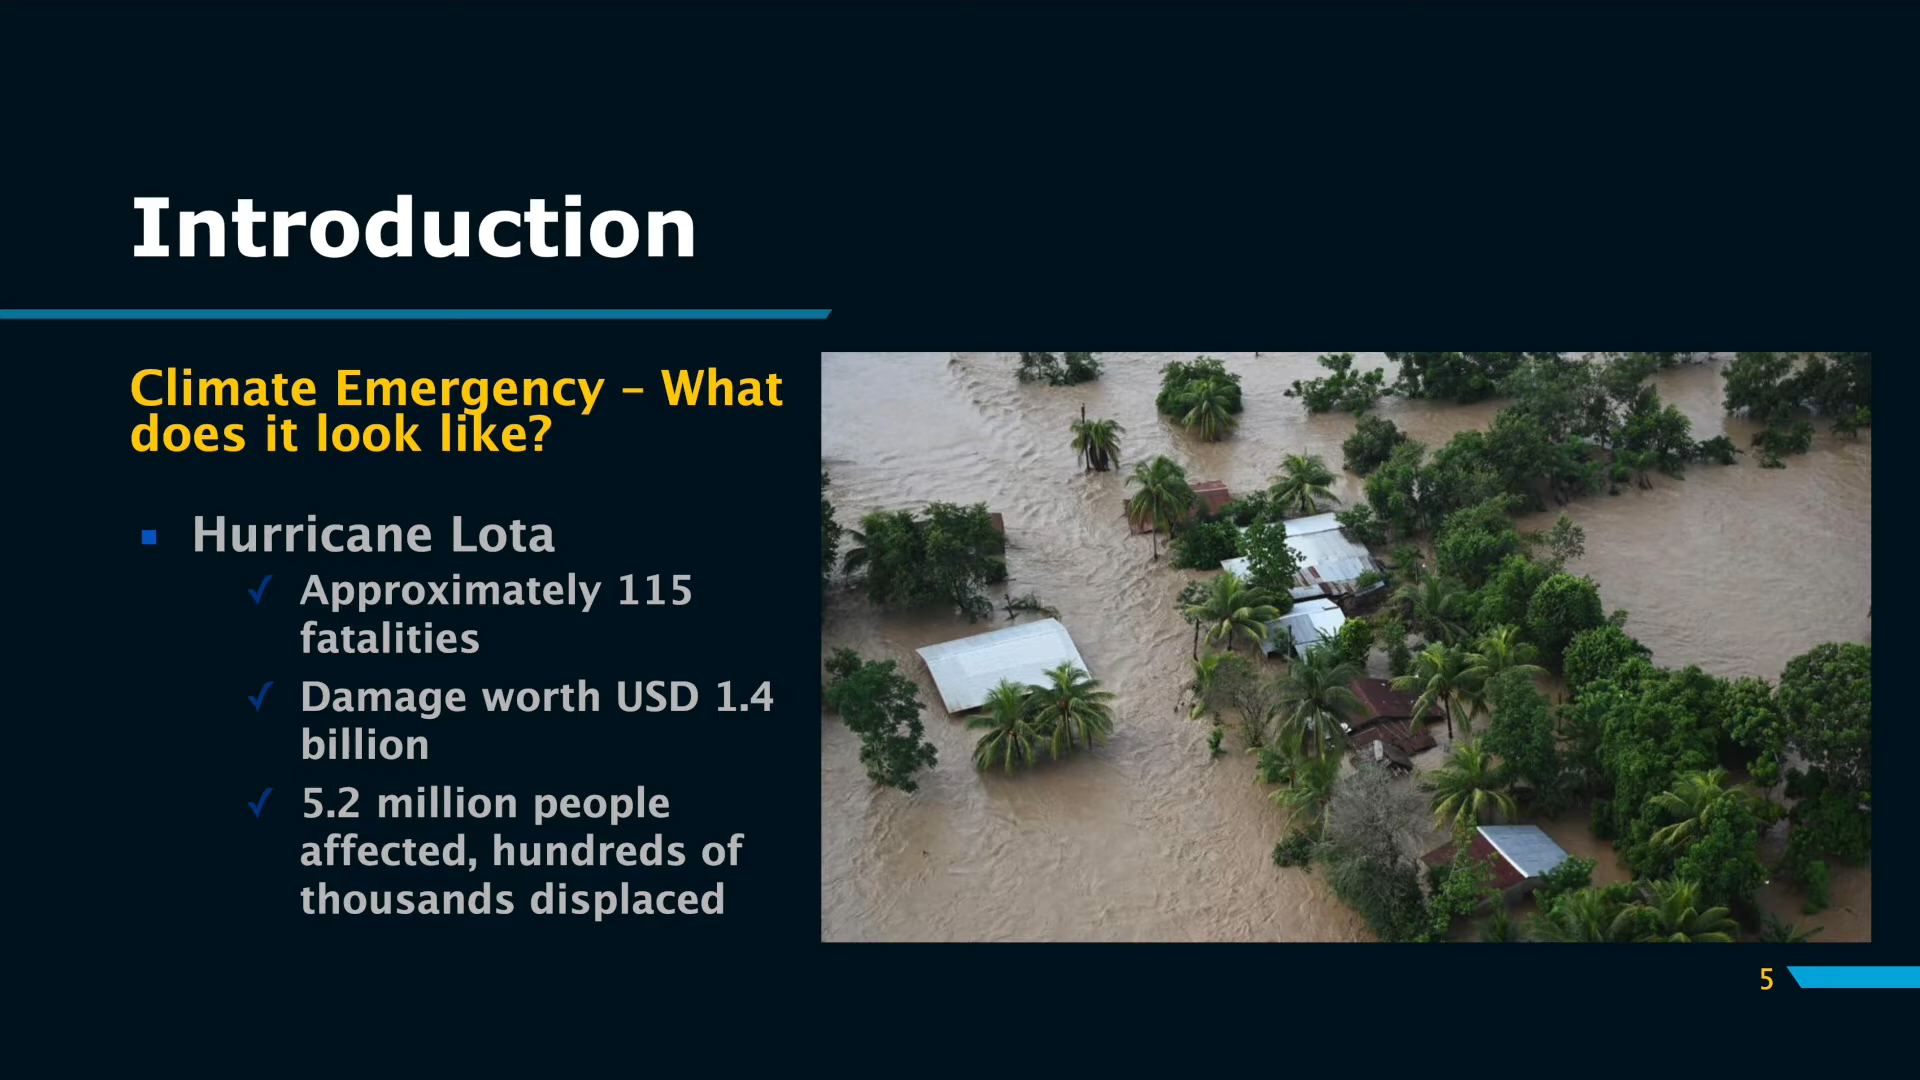 Introduction
Climate Emergency – What
does it look like?
▪ Hurricane Lota
✓ Approximately 115
fatalities
✓ Damage worth USD 1.4
billion
✓ 5.2 million people
affected, hundreds of
thousands displaced
5